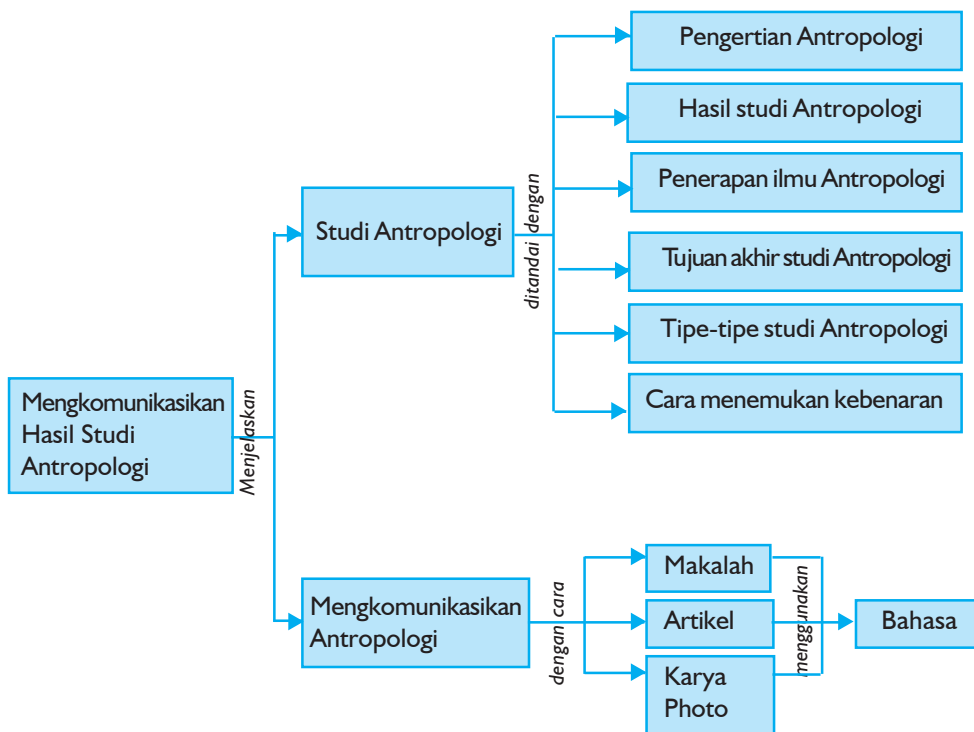 Mengkomunikasikan
Hasil Studi
Antropologi
Menjelaskan
Studi Antropologi
ditandai dengan
Pengertian Antropologi
Hasil studi Antropologi
Penerapan ilmu Antropologi
Tujuan akhir studi Antropologi
Tipe-tipe studi Antropologi
Cara menemukan kebenaran
Mengkomunikasikan
Antropologi
dengan cara
Makalah
Artikel
Karya
Photo
menggunakan
Bahasa